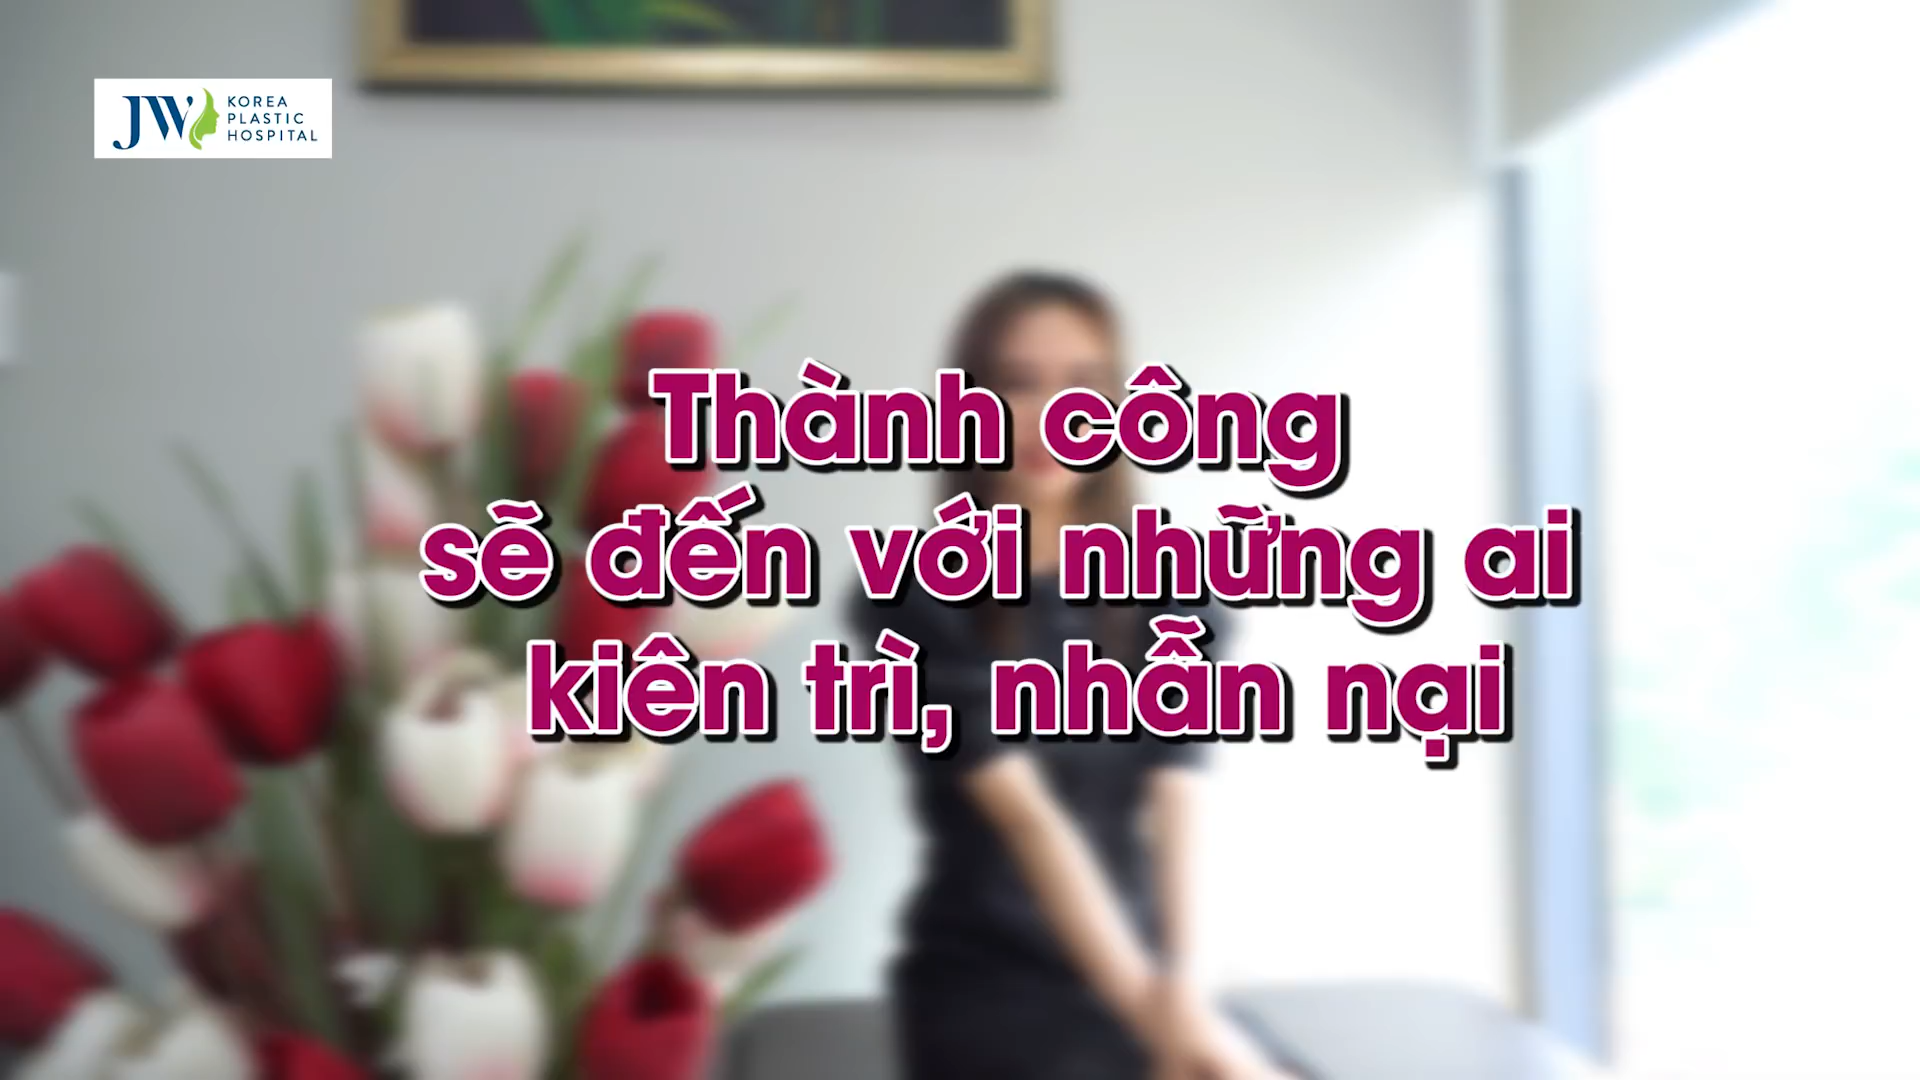 JW KOREA
PLASTIC
HOSPITAL
Thành công
sẽ đến với những ai
kiên trì, nhẫn nại